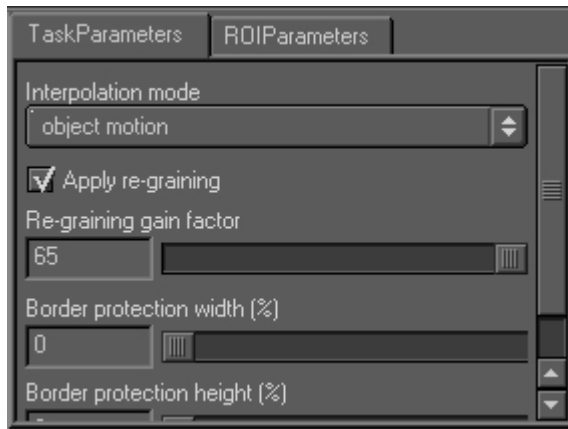 TaskParameters ROIParameters
Interpolation mode
object motion
Apply re-graining
Re-graining gain factor
65
Border protection width (%)
0
Border protection height (%)